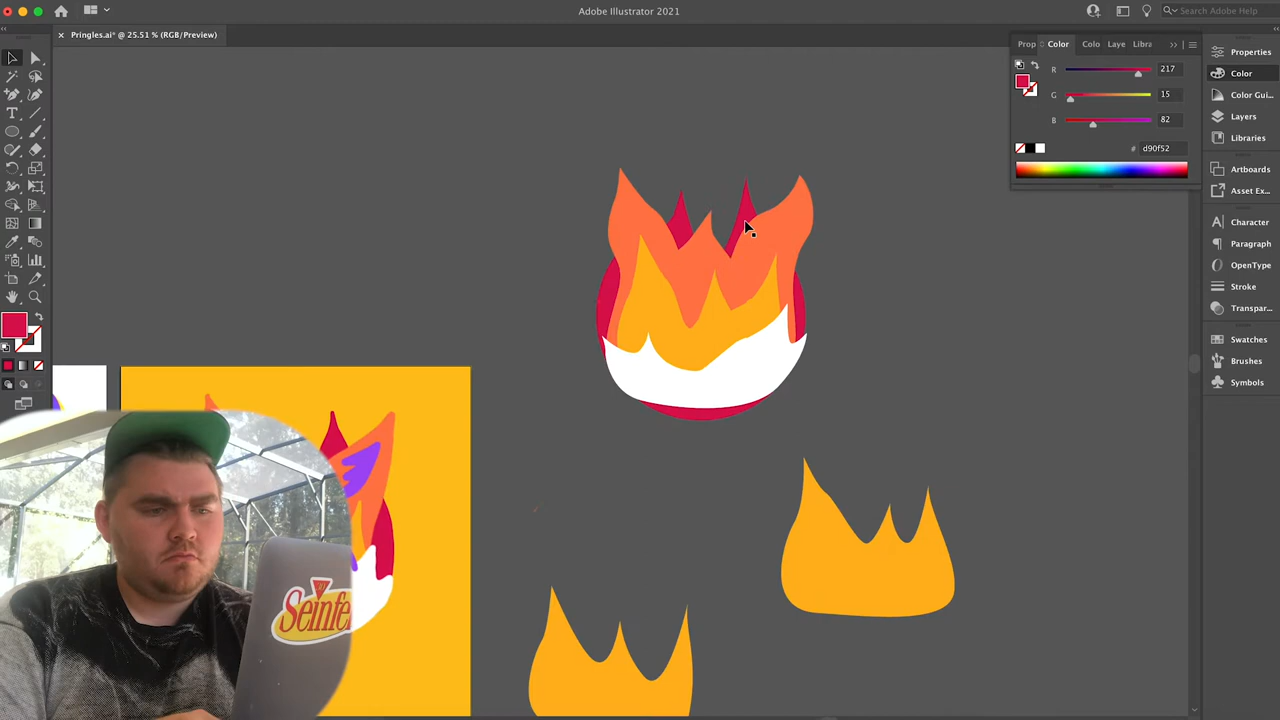 Adobe Illustrator 2021
Search Adobe Help
Pringles.ai* @ 25.51 % (RGB/Preview)
Prop
Color
Colo
Laye
Libra
R 217
G 15
B 82
# d90f52
Properties
Color
Color Gui...
Layers
Libraries
Artboards
Asset Ex...
Character
Paragraph
OpenType
Stroke
Transpar...
Swatches
Brushes
Symbols
Seinfe